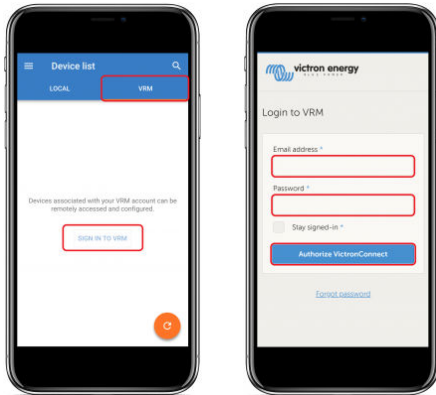 Device list
LOCAL
VRM
Devices associated with your VRM account can be
remotely accessed and configured.
SIGN IN TO VRM
victron energy
BLUE POWER
Login to VRM
Email address *
Password *
Stay signed-in *
Authorize VictronConnect
Forgot password